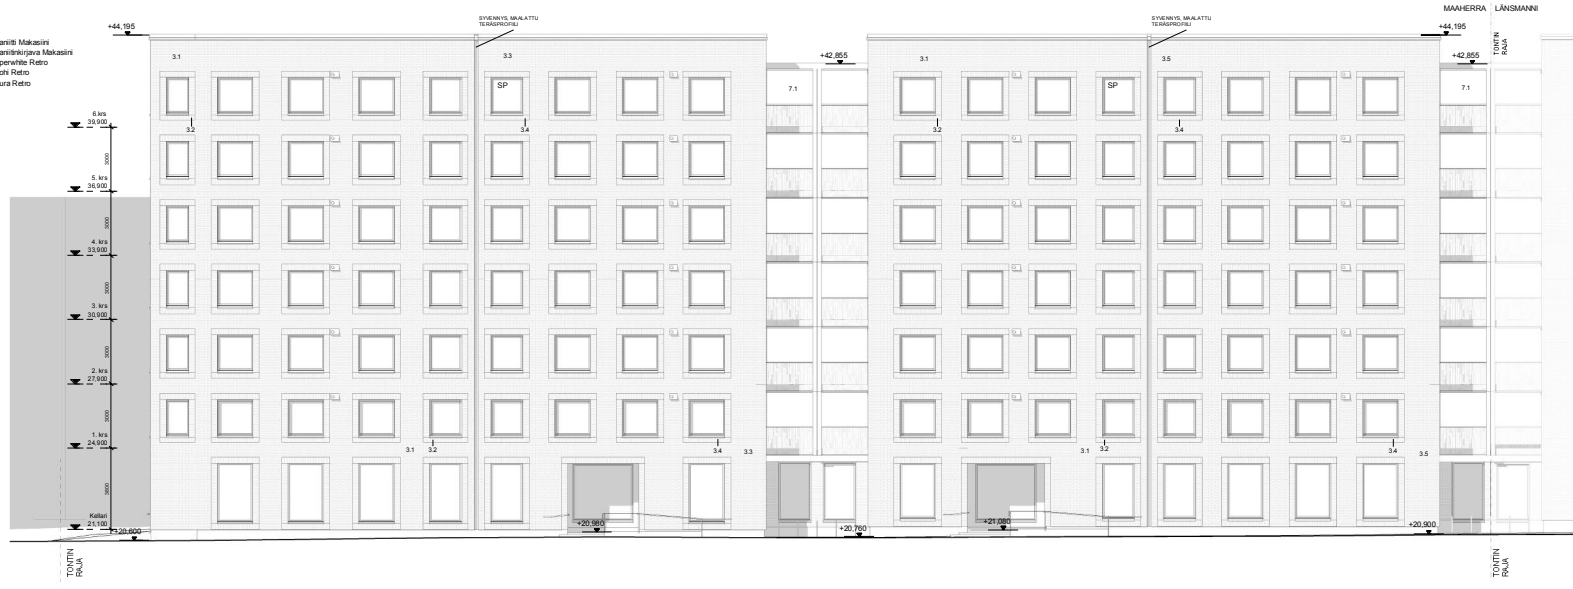 MAAHERRA LÄNSMANNI
SYVENNYS, MAALATTU
TERÄSPROFIILI
SYVENNYS, MAALATTU
TERÄSPROFIILI
+44,195
+44,195
TONTIN
RAJA
aniitti Makasiini
aniitinkirjava Makasiini
perwhite Retro
ohi Retro
ura Retro
3.1
3.3
+42,855
3.1
3.5
+42,855
SP
7.1
SP
7.1
6.krs
39,900
3.2
3.4
3.2
3.4
3000
5. krs
36,900
3000
4. krs
33,900
3000
3. krs
30,900
3000
2. krs
27,900
3000
1. krs
24,900
3.1
3.2
3.4
3.3
3.1
3.2
3.4
3.5
Kellari
21,100
+20,600
+20,980
+20,760
+21,080
+20,900
TONTIN
RAJA
TONTIN
RAJA